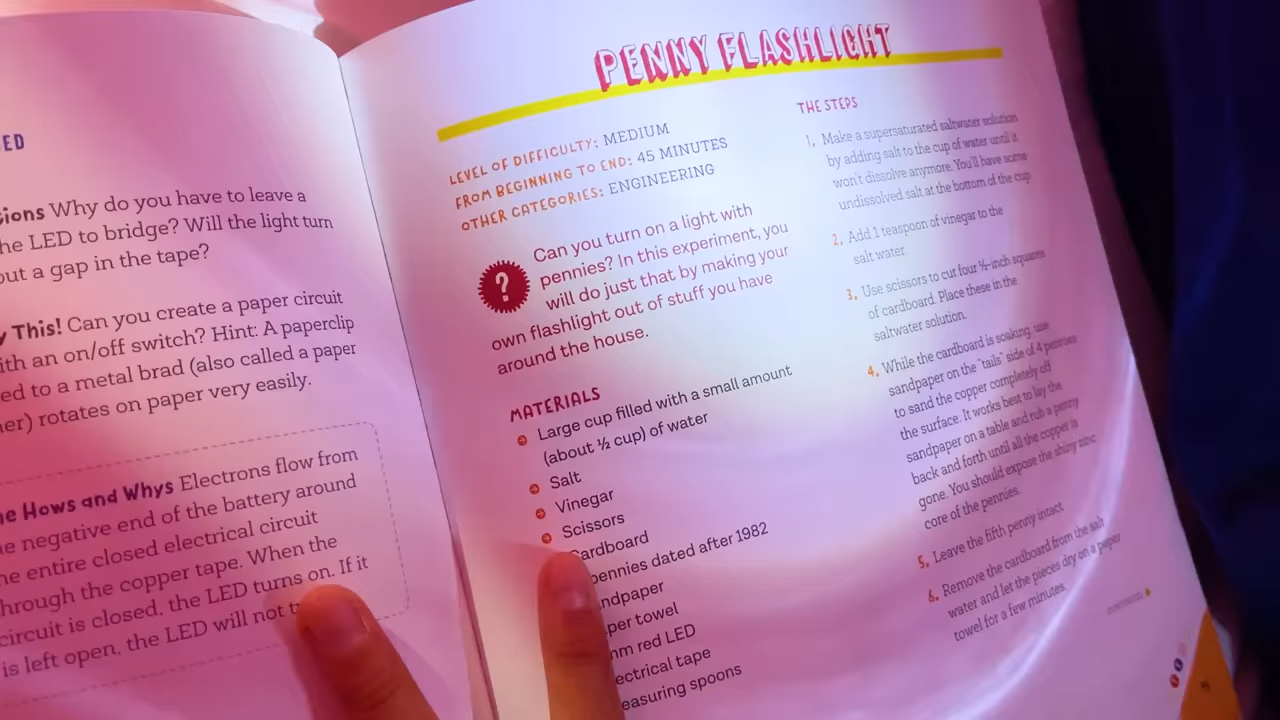 ED
sions Why do you have to leave a
he LED to bridge? Will the light turn
out a gap in the tape?
y This! Can you create a paper circuit
ith an on/off switch? Hint: A paperclip
ed to a metal brad (also called a paper
ner) rotates on paper very easily.
he Hows and Whys Electrons flow from
e negative end of the battery around
he entire closed electrical circuit
hrough the copper tape. When the
circuit is closed, the LED turns on. If it
is left open, the LED will not t
PENNY FLASHLIGHT
LEVEL OF DIFFICULTY: MEDIUM
FROM BEGINNING TO END: 45 MINUTES
OTHER CATEGORIES: ENGINEERING
?
Can you turn on a light with
pennies? In this experiment, you
will do just that by making your
own flashlight out of stuff you have
around the house.
MATERIALS
Large cup filled with a small amount
(about ½ cup) of water
Salt
Vinegar
Scissors
Cardboard
pennies dated after 1982
ndpaper
per towel
mm red LED
ectrical tape
easuring spoons
THE STEPS
1. Make a supersaturated saltwater solution
by adding salt to the cup of water until it
won't dissolve anymore. You'll have some
undissolved salt at the bottom of the cup.
2. Add 1 teaspoon of vinegar to the
salt water.
3. Use scissors to cut four ½-inch squares
of cardboard. Place these in the
saltwater solution.
4. While the cardboard is soaking, use
sandpaper on the "tails" side of 4 pennies
to sand the copper completely off
the surface. It works best to lay the
sandpaper on a table and rub a penny
back and forth until all the copper is
gone. You should expose the shiny zinc
core of the pennies.
5. Leave the fifth penny intact.
6. Remove the cardboard from the salt
water and let the pieces dry on a paper
towel for a few minutes.